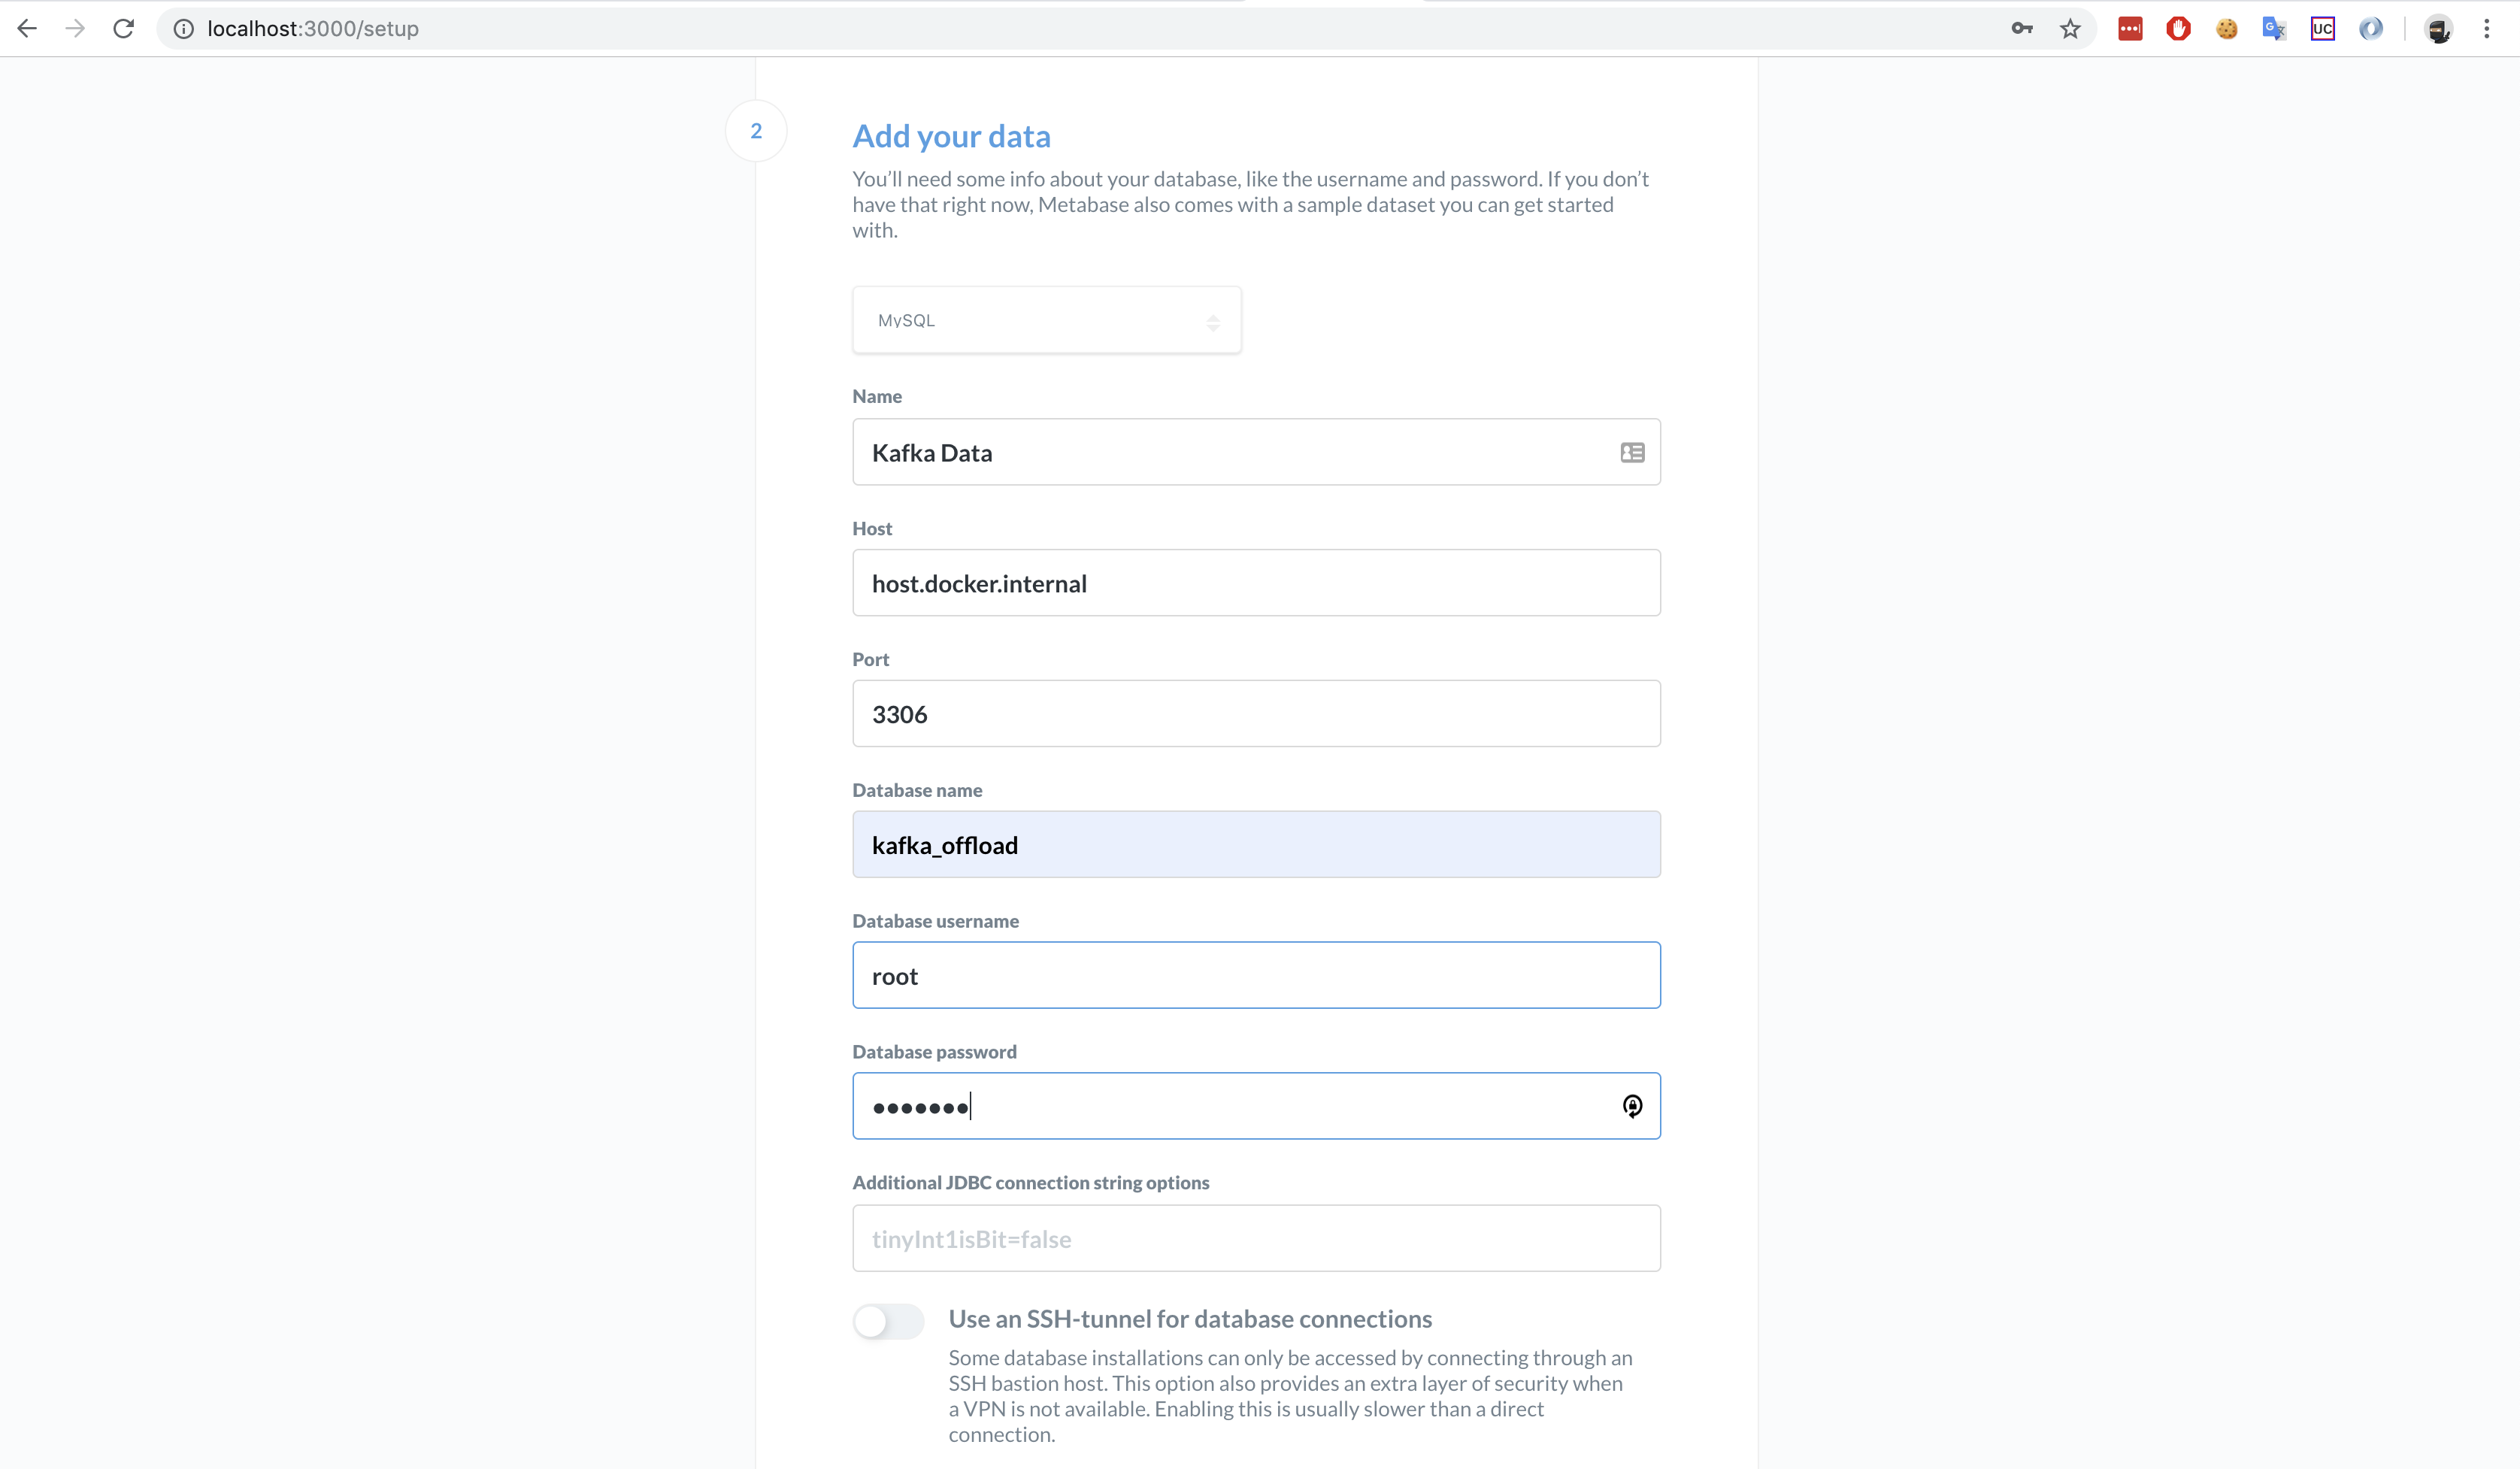 localhost:3000/setup
UC
2
Add your data
You’ll need some info about your database, like the username and password. If you don’t
have that right now, Metabase also comes with a sample dataset you can get started
with.
MySQL
Name
Kafka Data
Host
host.docker.internal
Port
3306
Database name
kafka_offload
Database username
root
Database password
•••••••
Additional JDBC connection string options
tinyInt1isBit=false
Use an SSH-tunnel for database connections
Some database installations can only be accessed by connecting through an
SSH bastion host. This option also provides an extra layer of security when
a VPN is not available. Enabling this is usually slower than a direct
connection.